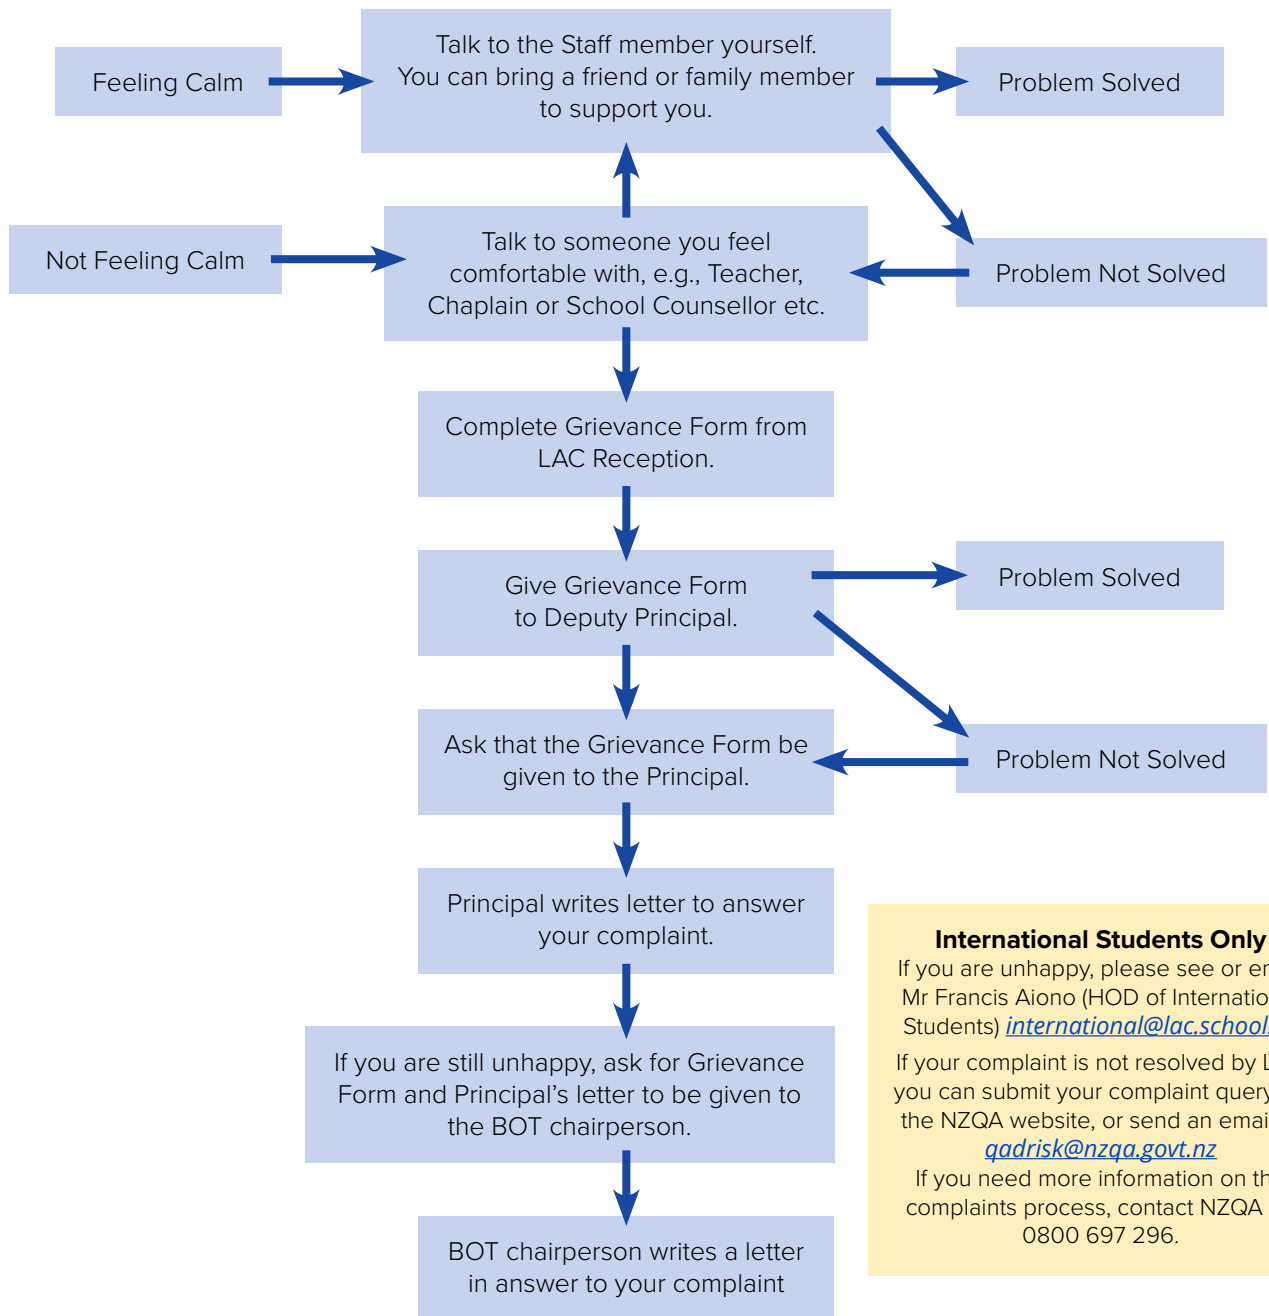 Talk to the Staff member yourself.
You can bring a friend or family member
to support you.
Feeling Calm
Problem Solved
Talk to someone you feel
comfortable with, e.g., Teacher,
Chaplain or School Counsellor etc.
Not Feeling Calm
Problem Not Solved
Complete Grievance Form from
LAC Reception.
Give Grievance Form
to Deputy Principal.
Problem Solved
Ask that the Grievance Form be
given to the Principal.
Problem Not Solved
Principal writes letter to answer
your complaint.
If you are still unhappy, ask for Grievance
Form and Principal's letter to be given to
the BOT chairperson.
BOT chairperson writes a letter
in answer to your complaint
International Students Only
If you are unhappy, please see or
Mr Francis Aiono (HOD of
Students) international@lac.school
If your complaint is not resolved by
you can submit your complaint query
the NZQA website, or send an
qadrisk@nzqa.govt.nz
If you need more information on
complaints process, contact NZQA
0800 697 296.